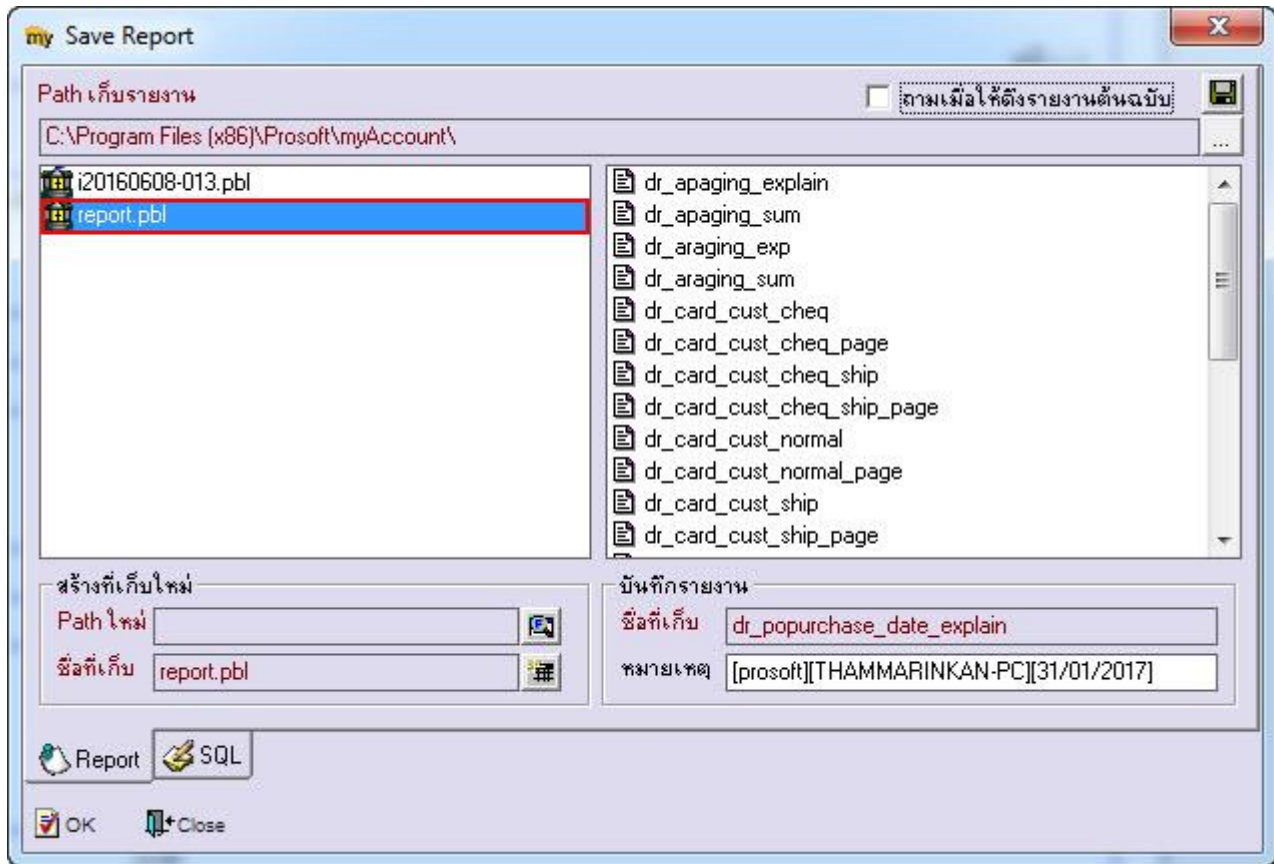 my Save Report
Path เก็บรายงาน
ถามเมื่อให้ดึงรายงานต้นฉบับ
C:\Program Files (x86)\Prosoft\myAccount\
...
i20160608-013.pbl
report.pbl
dr_apaging_explain
dr_apaging_sum
dr_araging_exp
dr_araging_sum
dr_card_cust_cheq
dr_card_cust_cheq_page
dr_card_cust_cheq_ship
dr_card_cust_cheq_ship_page
dr_card_cust_normal
dr_card_cust_normal_page
dr_card_cust_ship
dr_card_cust_ship_page
สร้างที่เก็บใหม่
Path ใหม่
ชื่อที่เก็บ report.pbl
บันทึกรายงาน
ชื่อที่เก็บ dr_popurchase_date_explain
หมายเหตุ [prosoft][THAMMARINKAN-PC][31/01/2017]
Report SQL
OK Close